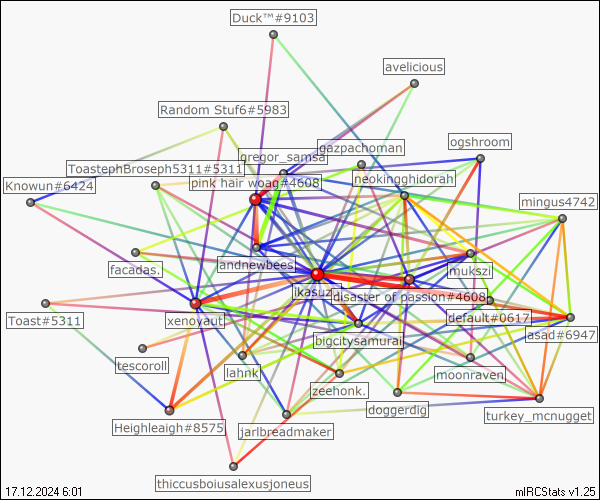 Duck™#9103
avelicious
Random Stuf6#5983
ogshroom
gazpachoman
gregor_samsa
ToastephBroseph5311#5311
neokingghidorah
Knowun#6424
pink hair woag#4608
mingus4742
andnewbees
facadas.
mukszi
ikasuz
disaster of passion#4608
Toast#5311
xenoyaut
default#0617
asad#6947
bigcitysamurai
tescoroll
lahnk
moonraven
zeehonk.
doggerdig
turkey_mcnugget
Heighleaigh#8575
jarlbreadmaker
thiccusboiusalexusjoneus
17.12.2024 6:01
mIRCStats v1.25